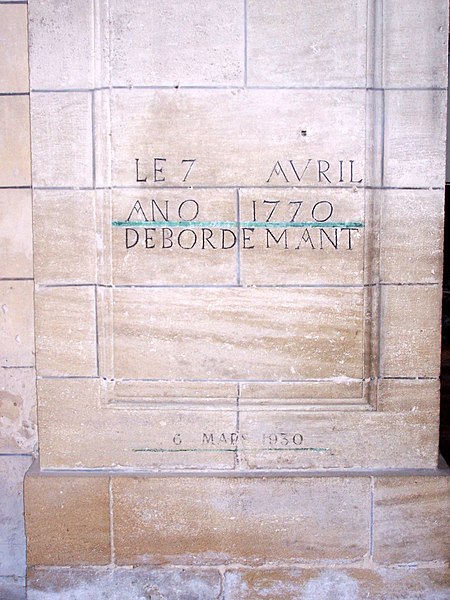 LE 7 AVRIL
ANO 1770
DEBORDEMANT
6 MARS 1930